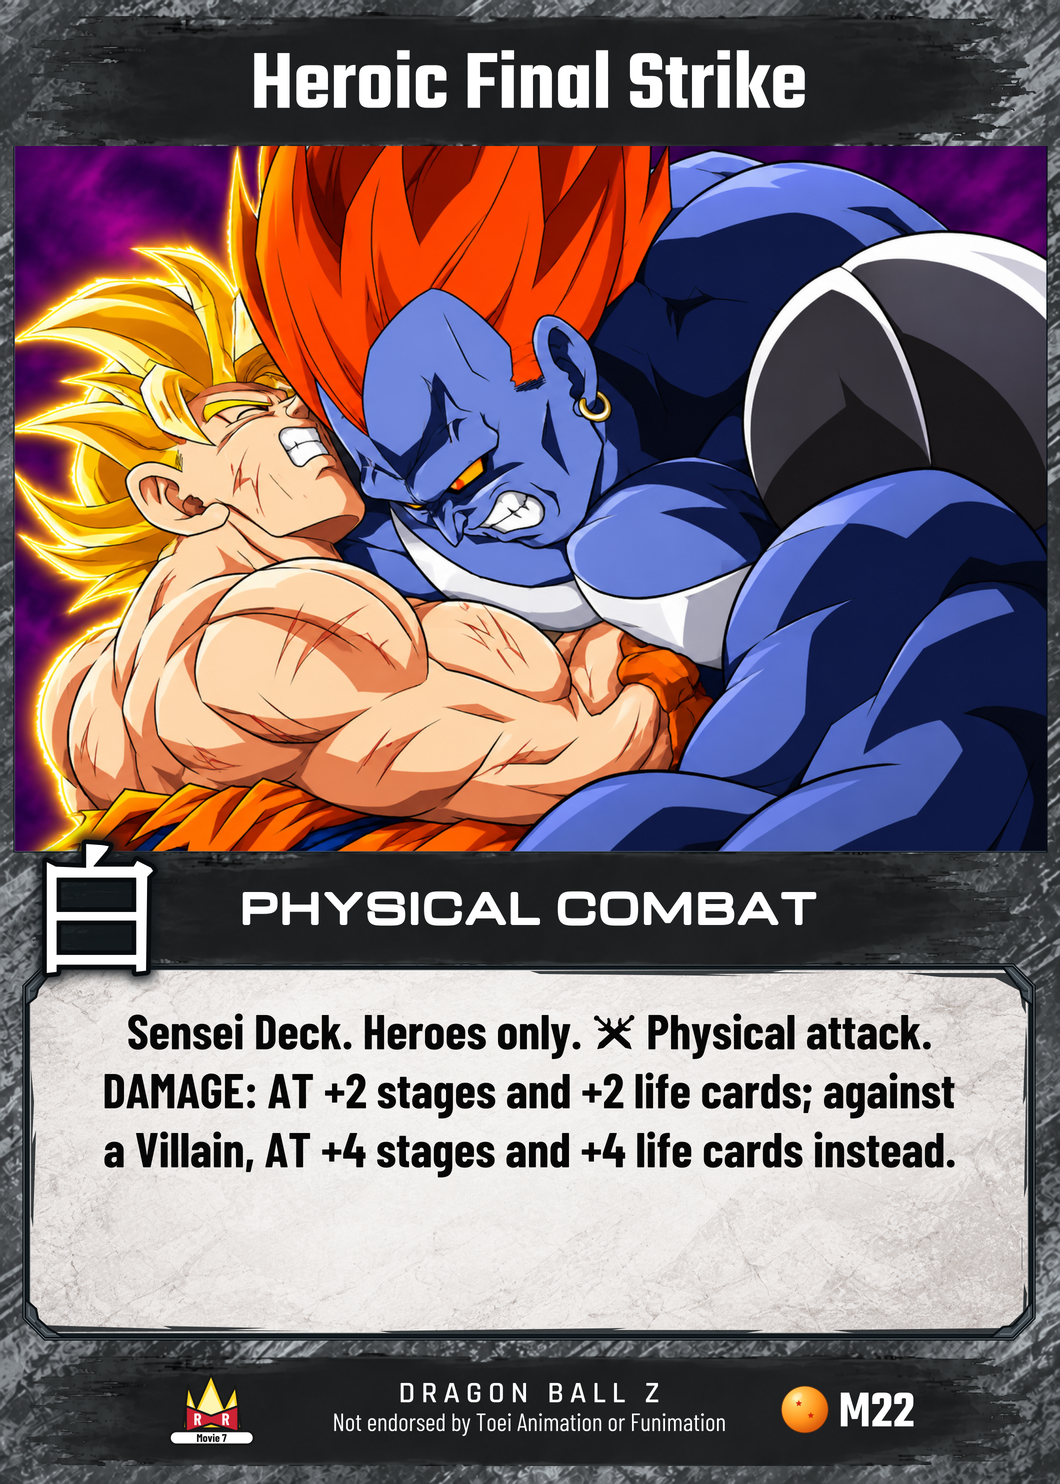 Heroic Final Strike
白
PHYSICAL COMBAT
Sensei Deck. Heroes only. Physical attack.
DAMAGE: AT +2 stages and +2 life cards; against
a Villain, AT +4 stages and +4 life cards instead.
R R
Movie 7
DRAGON BALL Z
Not endorsed by Toei Animation or Funimation
M22